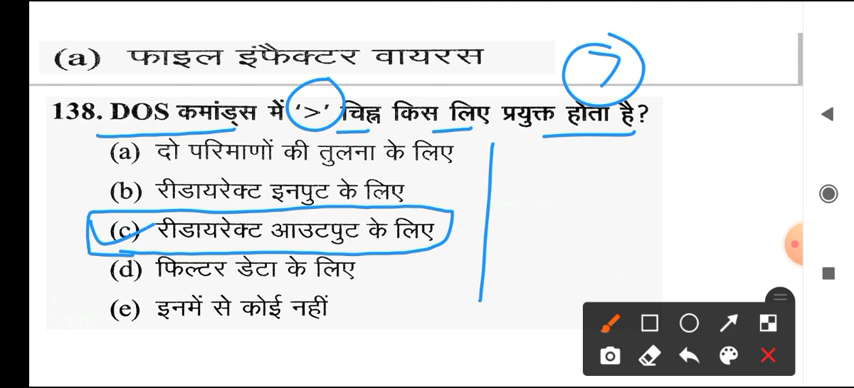 (a) फाइल इंफैक्टर वायरस
138. DOS कमांड्स में '>' चिह्न किस लिए प्रयुक्त होता है?
(a) दो परिमाणों की तुलना के लिए
(b) रीडायरेक्ट इनपुट के लिए
(c) रीडायरेक्ट आउटपुट के लिए
(d) फिल्टर डेटा के लिए
(e) इनमें से कोई नहीं